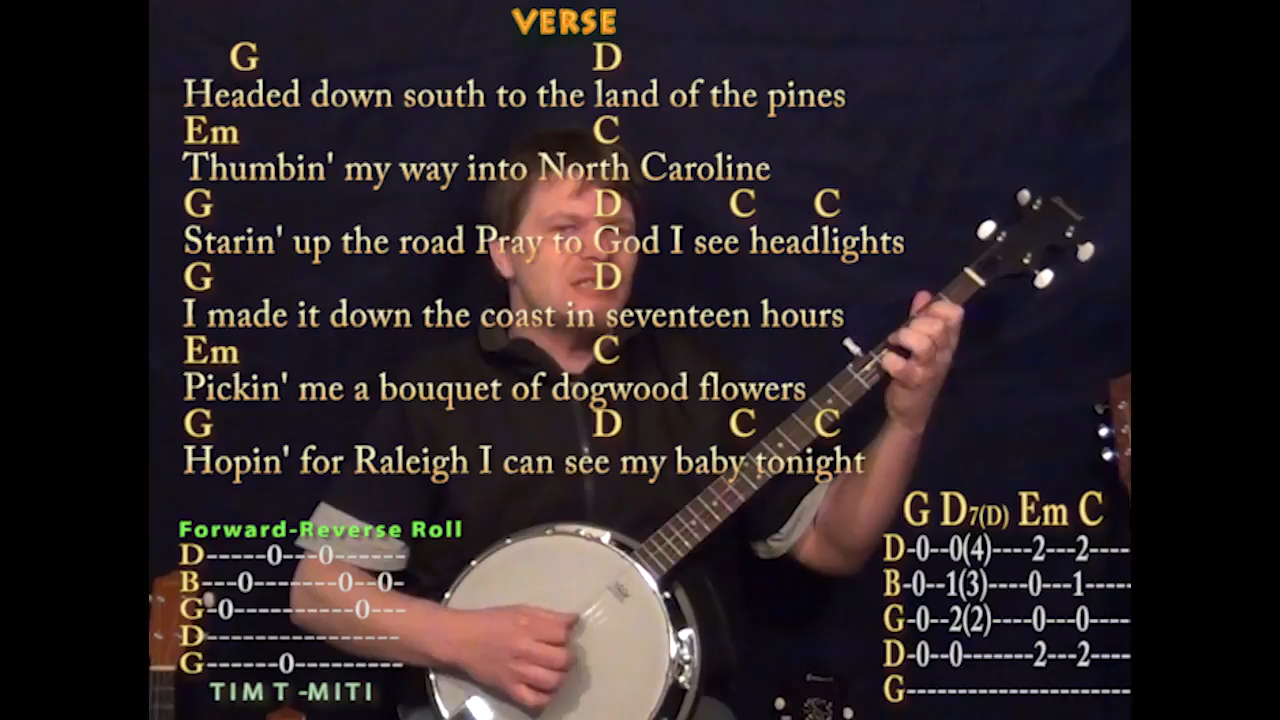 VERSE
G D
Headed down south to the land of the pines
Em C
Thumbin' my way into North Caroline
G D C C
Starin' up the road Pray to God I see headlights
G D
I made it down the coast in seventeen hours
Em C
Pickin' me a bouquet of dogwood flowers
G D C C
Hopin' for Raleigh I can see my baby tonight
Forward-Reverse Roll
D-----0---0------
B---0-------0--0-
G-0-----------0---
D----------------
G------0---------
TIM T -MITI
G D7(D) Em C
D-0--0(4)----2---2----
B-0--1(3)----0---1-----
G-0--2(2)----0---0----
D-0--0-------2---2----
G---------------------